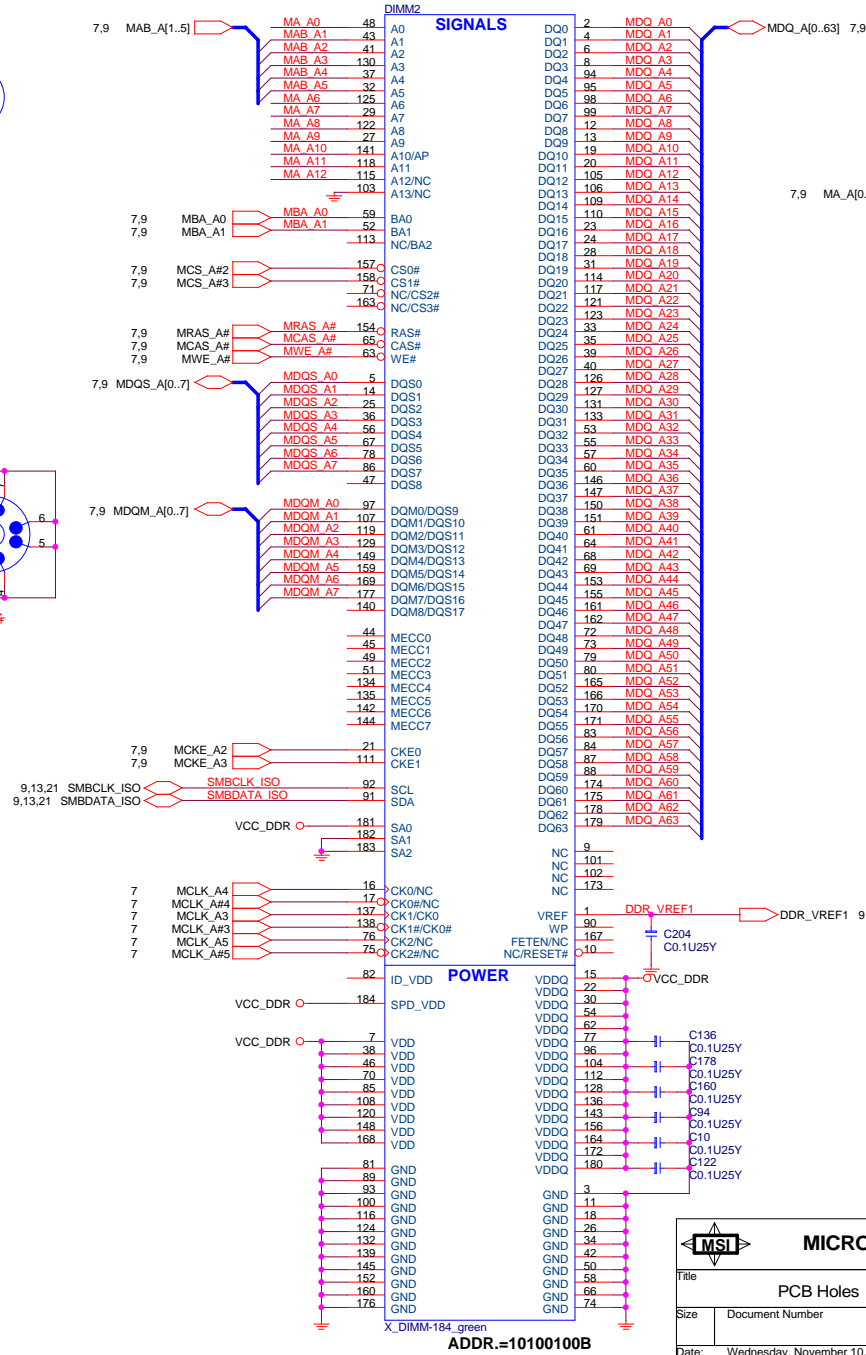 DIMM2
SIGNALS
7,9 MAB_A[1..5]
MA_A0 48 A0
MAB_A1 43 A1
MAB_A2 41 A2
MAB_A3 130 A3
MAB_A4 37 A4
MAB_A5 32 A5
MA_A6 125 A6
MA_A7 29 A7
MA_A8 122 A8
MA_A9 27 A9
MA_A10 141 A10/AP
MA_A11 118 A11
MA_A12 115 A12/NC
103 A13/NC
7,9 MBA_A0 MBA_A0 59 BA0
7,9 MBA_A1 MBA_A1 52 BA1
113 NC/BA2
7,9 MCS_A#2 157 CS0#
7,9 MCS_A#3 158 CS1#
71 NC/CS2#
163 NC/CS3#
7,9 MRAS_A# MRAS_A# 154 RAS#
7,9 MCAS_A# MCAS_A# 65 CAS#
7,9 MWE_A# MWE_A# 63 WE#
7,9 MDQS_A[0..7]
MDQS_A0 5 DQS0
MDQS_A1 14 DQS1
MDQS_A2 25 DQS2
MDQS_A3 36 DQS3
MDQS_A4 56 DQS4
MDQS_A5 67 DQS5
MDQS_A6 78 DQS6
MDQS_A7 86 DQS7
47 DQS8
7,9 MDQM_A[0..7]
MDQM_A0 97 DQM0/DQS9
MDQM_A1 107 DQM1/DQS10
MDQM_A2 119 DQM2/DQS11
MDQM_A3 129 DQM3/DQS12
MDQM_A4 149 DQM4/DQS13
MDQM_A5 159 DQM5/DQS14
MDQM_A6 169 DQM6/DQS15
MDQM_A7 177 DQM7/DQS16
140 DQM8/DQS17
44 MECC0
45 MECC1
49 MECC2
51 MECC3
134 MECC4
135 MECC5
142 MECC6
144 MECC7
7,9 MCKE_A2 21 CKE0
7,9 MCKE_A3 111 CKE1
9,13,21 SMBCLK_ISO SMBCLK_ISO 92 SCL
9,13,21 SMBDATA_ISO SMBDATA_ISO 91 SDA
VCC_DDR 181 SA0
182 SA1
183 SA2
7 MCLK_A4 16 CK0/NC
7 MCLK_A#4 17 CK0#/NC
7 MCLK_A3 137 CK1/CK0
7 MCLK_A#3 138 CK1#/CK0#
7 MCLK_A5 76 CK2/NC
7 MCLK_A#5 75 CK2#/NC
DQ0 2 MDQ_A0
DQ1 4 MDQ_A1
DQ2 6 MDQ_A2
DQ3 8 MDQ_A3
DQ4 94 MDQ_A4
DQ5 95 MDQ_A5
DQ6 98 MDQ_A6
DQ7 99 MDQ_A7
DQ8 12 MDQ_A8
DQ9 13 MDQ_A9
DQ10 19 MDQ_A10
DQ11 20 MDQ_A11
DQ12 105 MDQ_A12
DQ13 106 MDQ_A13
DQ14 109 MDQ_A14
DQ15 110 MDQ_A15
DQ16 23 MDQ_A16
DQ17 24 MDQ_A17
DQ18 28 MDQ_A18
DQ19 31 MDQ_A19
DQ20 114 MDQ_A20
DQ21 117 MDQ_A21
DQ22 121 MDQ_A22
DQ23 123 MDQ_A23
DQ24 33 MDQ_A24
DQ25 35 MDQ_A25
DQ26 39 MDQ_A26
DQ27 40 MDQ_A27
DQ28 126 MDQ_A28
DQ29 127 MDQ_A29
DQ30 131 MDQ_A30
DQ31 133 MDQ_A31
DQ32 53 MDQ_A32
DQ33 55 MDQ_A33
DQ34 57 MDQ_A34
DQ35 60 MDQ_A35
DQ36 146 MDQ_A36
DQ37 147 MDQ_A37
DQ38 150 MDQ_A38
DQ39 151 MDQ_A39
DQ40 61 MDQ_A40
DQ41 64 MDQ_A41
DQ42 68 MDQ_A42
DQ43 69 MDQ_A43
DQ44 153 MDQ_A44
DQ45 155 MDQ_A45
DQ46 161 MDQ_A46
DQ47 162 MDQ_A47
DQ48 72 MDQ_A48
DQ49 73 MDQ_A49
DQ50 79 MDQ_A50
DQ51 80 MDQ_A51
DQ52 165 MDQ_A52
DQ53 166 MDQ_A53
DQ54 170 MDQ_A54
DQ55 171 MDQ_A55
DQ56 83 MDQ_A56
DQ57 84 MDQ_A57
DQ58 87 MDQ_A58
DQ59 88 MDQ_A59
DQ60 174 MDQ_A60
DQ61 175 MDQ_A61
DQ62 178 MDQ_A62
DQ63 179 MDQ_A63
MDQ_A[0..63] 7,9
7,9 MA_A[0.
NC 9
NC 101
NC 102
NC 173
VREF 1 DDR_VREF1 DDR_VREF1 9
WP 90
FETEN/NC 167
NC/RESET# 10
C204
C0.1U25Y
POWER
82 ID_VDD
VCC_DDR 184 SPD_VDD
VCC_DDR 7 VDD
38 VDD
46 VDD
70 VDD
85 VDD
108 VDD
120 VDD
148 VDD
168 VDD
81 GND
89 GND
93 GND
100 GND
116 GND
124 GND
132 GND
139 GND
145 GND
152 GND
160 GND
176 GND
VDDQ 15 VCC_DDR
VDDQ 22
VDDQ 30
VDDQ 54
VDDQ 62
VDDQ 77
VDDQ 96
VDDQ 104
VDDQ 112
VDDQ 128
VDDQ 136
VDDQ 143
VDDQ 156
VDDQ 164
VDDQ 172
VDDQ 180
C136
C0.1U25Y
C178
C0.1U25Y
C160
C0.1U25Y
C94
C0.1U25Y
C10
C0.1U25Y
C122
C0.1U25Y
GND 3
GND 11
GND 18
GND 26
GND 34
GND 42
GND 50
GND 58
GND 66
GND 74
X_DIMM-184_green
ADDR.=10100100B
6
5
MSI MICRO
Title
PCB Holes
Size Document Number
Date: Wednesday, November 10